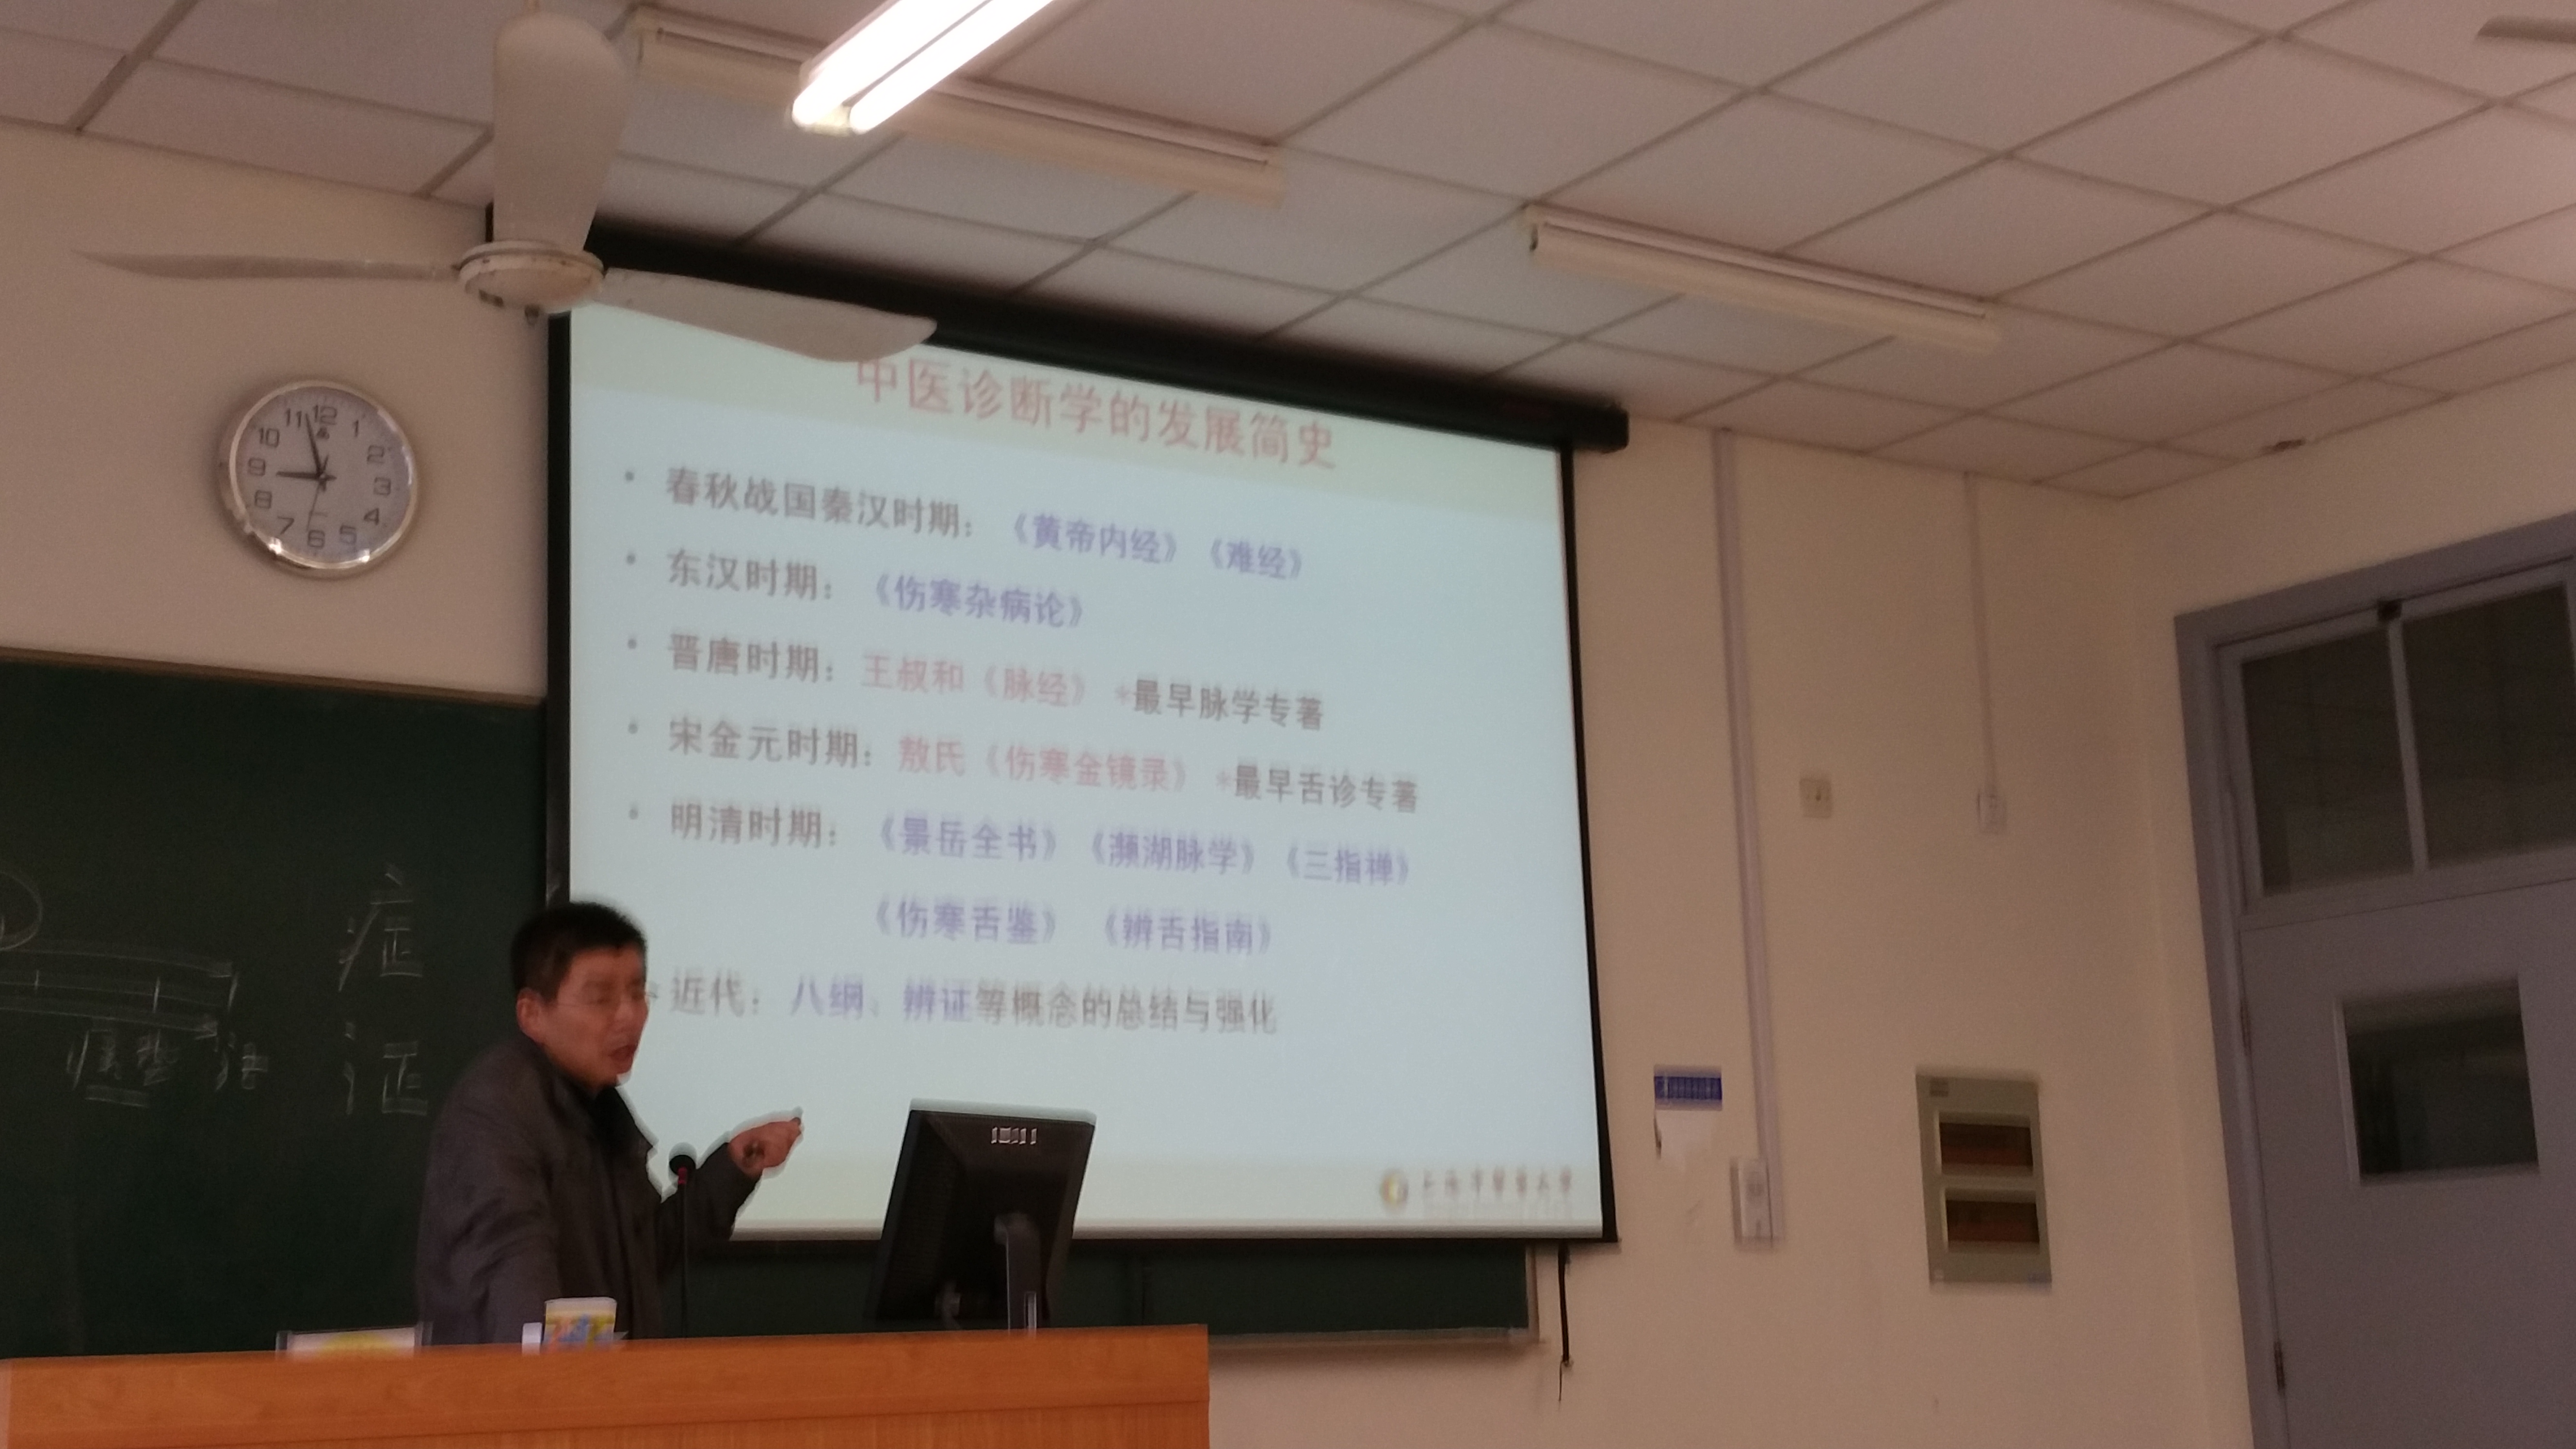 中医诊断学的发展简史
• 春秋战国秦汉时期：《黄帝内经》《难经》
• 东汉时期：《伤寒杂病论》
• 晋唐时期：王叔和《脉经》 *最早脉学专著
• 宋金元时期：敖氏《伤寒金镜录》 *最早舌诊专著
• 明清时期：《景岳全书》《濒湖脉学》《三指禅》
《伤寒舌鉴》 《辨舌指南》
近代：八纲、辨证等概念的总结与强化
上海中医药大学
11 12 1
10 2
9 3
8 4
7 6 5
症
证